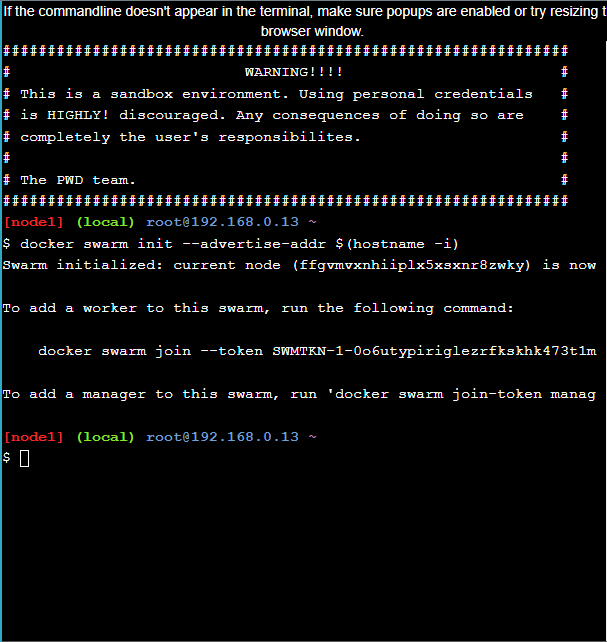 If the commandline doesn't appear in the terminal, make sure popups are enabled or try resizing t
browser window.
###############################################################
# WARNING!!!! #
# This is a sandbox environment. Using personal credentials #
# is HIGHLY! discouraged. Any consequences of doing so are #
# completely the user's responsibilites. #
# #
# The PWD team. #
###############################################################
[node1] (local) root@192.168.0.13 ~
$ docker swarm init --advertise-addr $(hostname -i)
Swarm initialized: current node (ffgvmvxnhiiplx5xsxnr8zwky) is now
To add a worker to this swarm, run the following command:
docker swarm join --token SWMTKN-1-0o6utypiriglezrfkskhk473t1m
To add a manager to this swarm, run 'docker swarm join-token manag
[node1] (local) root@192.168.0.13 ~
$